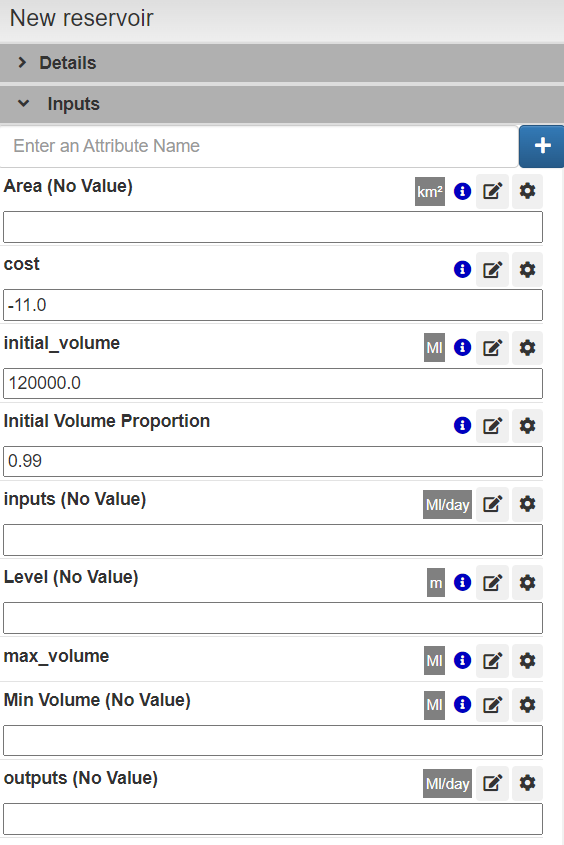 New reservoir
Details
Inputs
Enter an Attribute Name
Area (No Value) km²
cost
-11.0
initial_volume Ml
120000.0
Initial Volume Proportion
0.99
inputs (No Value) Ml/day
Level (No Value) m
max_volume Ml
Min Volume (No Value) Ml
outputs (No Value) Ml/day